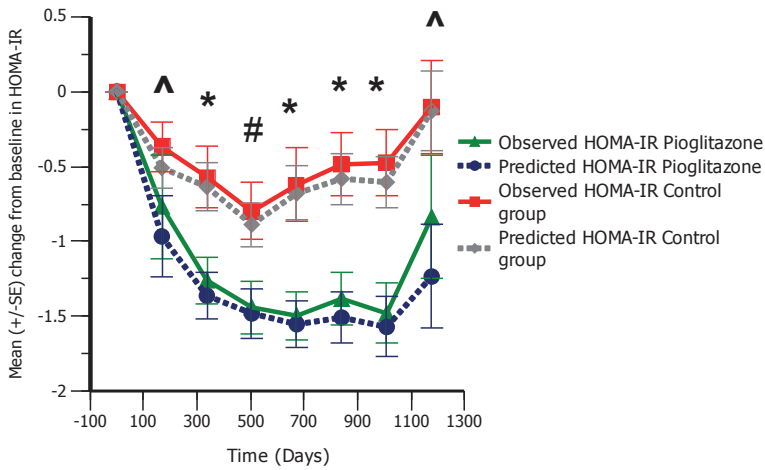 Mean (+/-SE) change from baseline in HOMA-IR
0.5
0
-0.5
-1
-1.5
-2
^
*
#
*
*
*
^
-100
100
300
500
700
900
1100
1300
Time (Days)
Observed HOMA-IR Pioglitazone
Predicted HOMA-IR Pioglitazone
Observed HOMA-IR Control
group
Predicted HOMA-IR Control
group